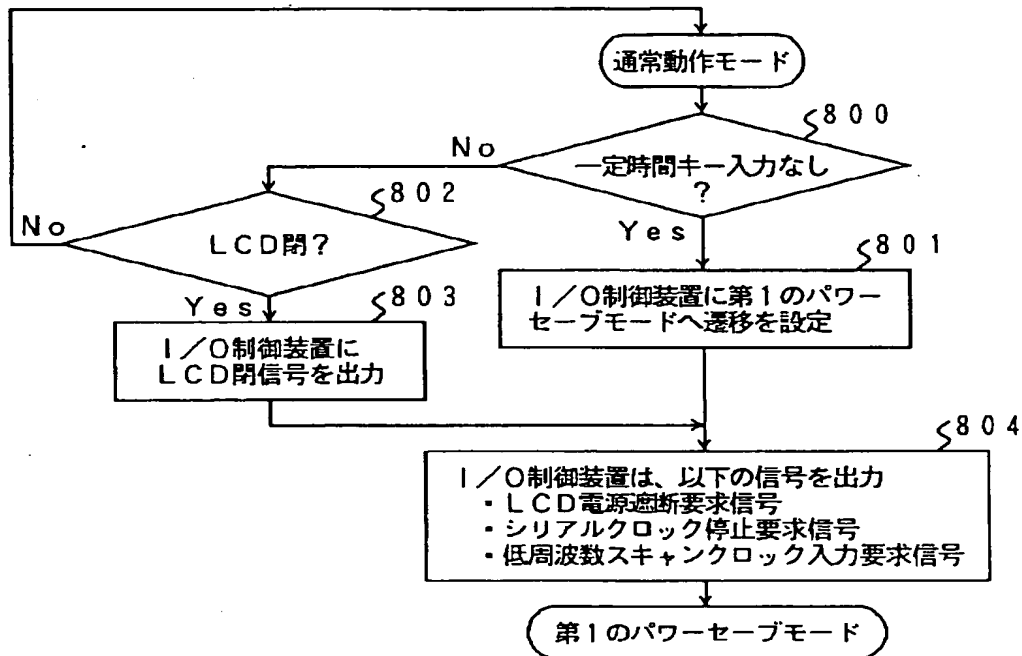 通常動作モード
800
一定時間キー入力なし
?
No
Yes
802
LCD閉?
No
Yes
801
I/O制御装置に第1のパワー
セーブモードへ遷移を設定
803
I/O制御装置に
LCD閉信号を出力
804
I/O制御装置は、以下の信号を出力
・LCD電源遮断要求信号
・シリアルクロック停止要求信号
・低周波数スキャンクロック入力要求信号
第1のパワーセーブモード